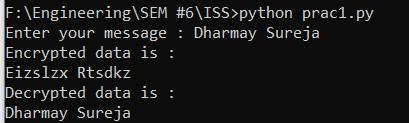 F:\Engineering\SEM #6\ISS>python prac1.py
Enter your message : Dharmay Sureja
Encrypted data is :
Eizslzx Rtsdkz
Decrypted data is :
Dharmay Sureja